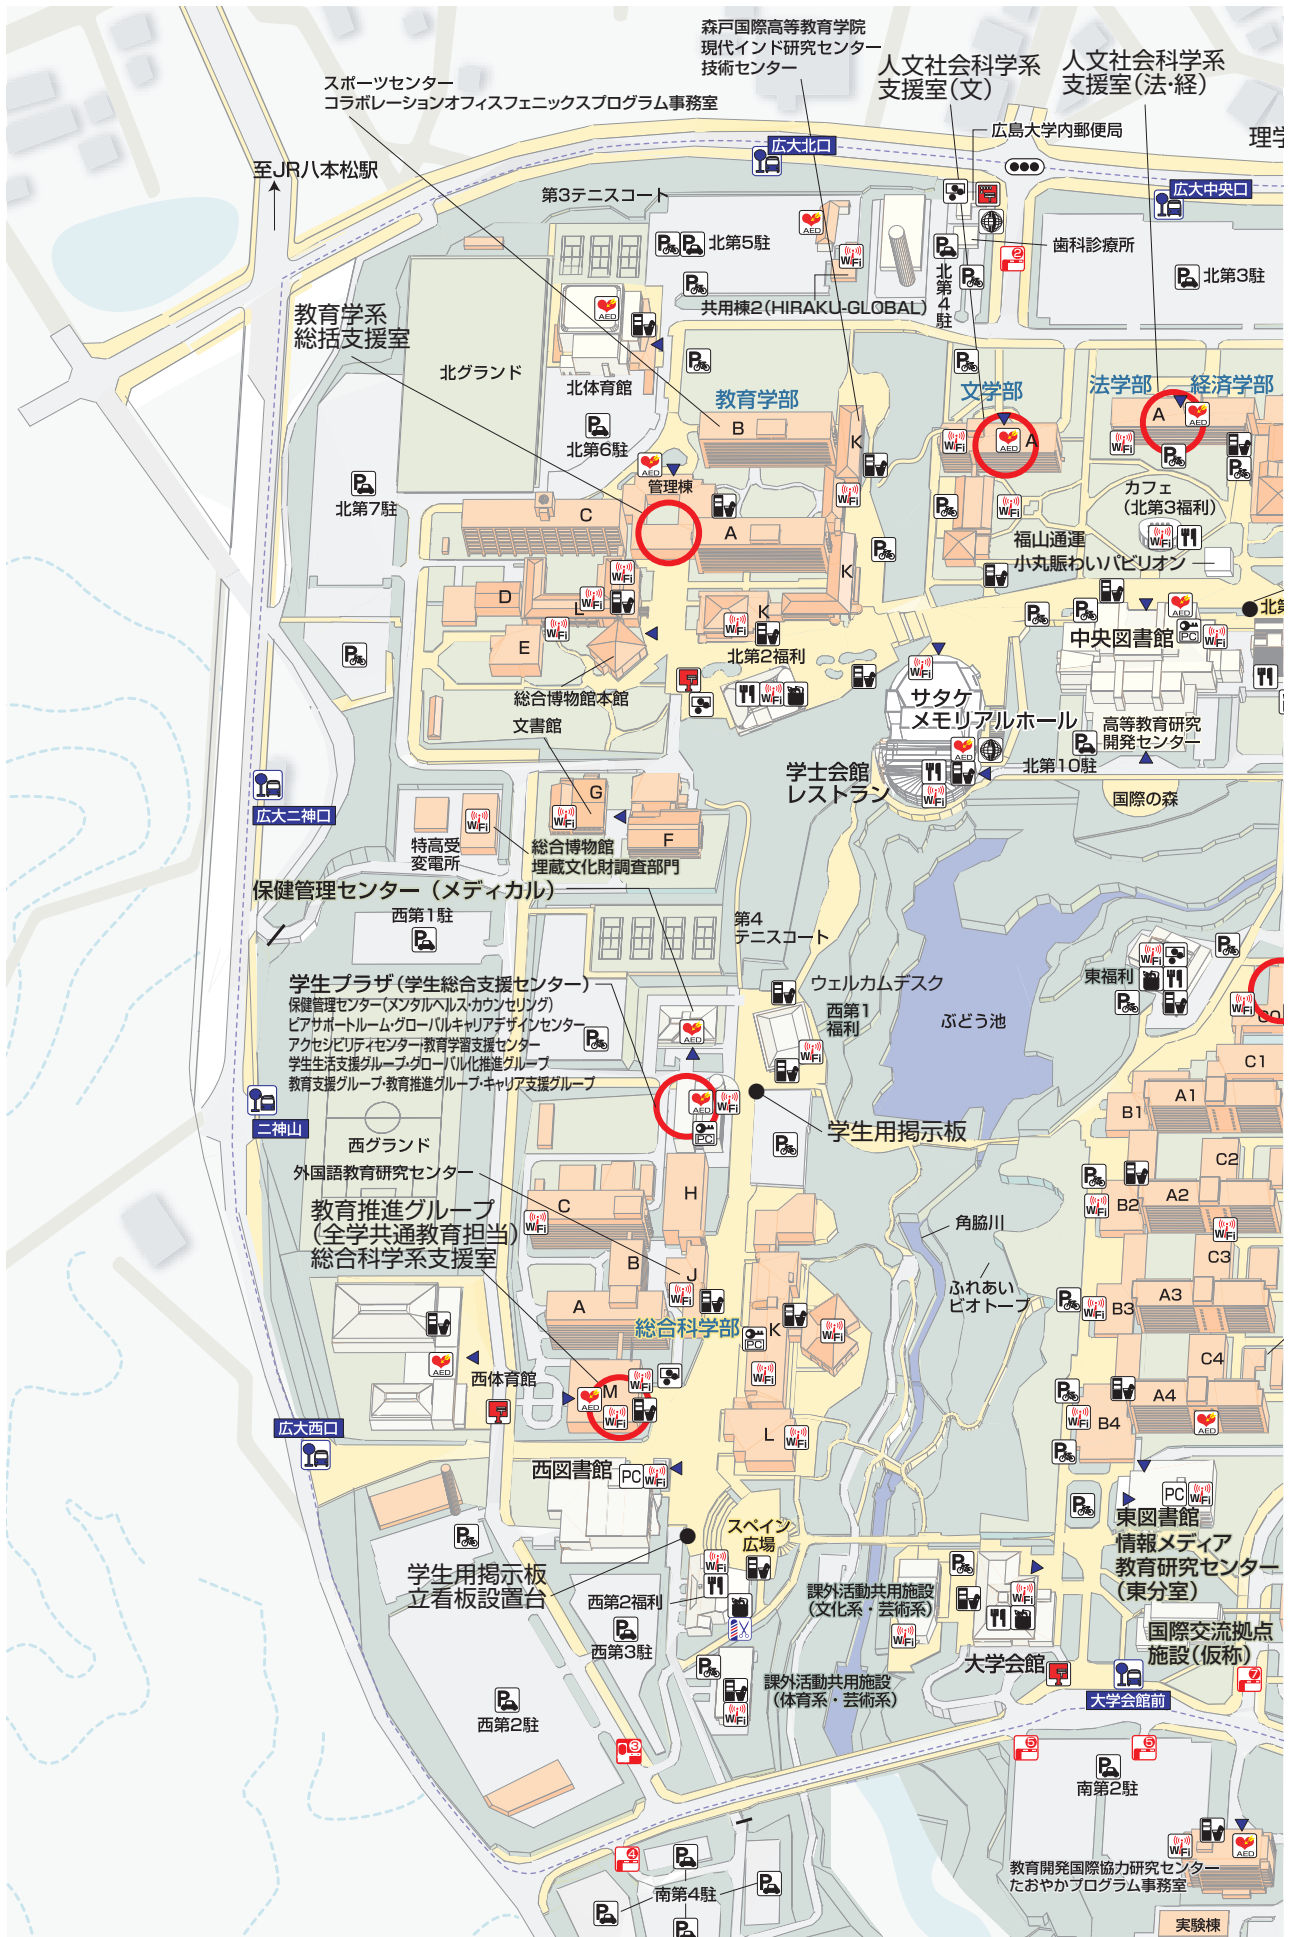 森戸国際高等教育学院
現代インド研究センター
技術センター
人文社会科学系
支援室(文)
人文社会科学系
支援室(法・経)
スポーツセンター
コラボレーションオフィスフェニックスプログラム事務室
広島大学内郵便局
理学
広大北口
至JR八本松駅
広大中央口
第3テニスコート
北第5駐
歯科診療所
北第3駐
北第4駐
共用棟2(HIRAKU-GLOBAL)
教育学系
総括支援室
北グランド
北体育館
北第6駐
教育学部
文学部
法学部
経済学部
B
K
A
A
管理棟
北第7駐
C
A
カフェ
(北第3福利)
福山通運
小丸賑わいパビリオン
K
D
L
K
E
北第2福利
中央図書館
北第
総合博物館本館
文書館
サタケ
メモリアルホール
高等教育研究
開発センター
学士会館
レストラン
北第10駐
国際の森
広大二神口
G
F
特高受
変電所
総合博物館
埋蔵文化財調査部門
保健管理センター(メディカル)
西第1駐
第4
テニスコート
学生プラザ(学生総合支援センター)
保健管理センター(メンタルヘルス・カウンセリング)
ピアサポートルーム・グローバルキャリアデザインセンター
アクセシビリティセンター・教育学習支援センター
学生生活支援グループ・グローバル化推進グループ
教育支援グループ・教育推進グループ・キャリア支援グループ
ウェルカムデスク
西第1
福利
ぶどう池
東福利
C1
A1
B1
二神山
西グランド
学生用掲示板
外国語教育研究センター
教育推進グループ
(全学共通教育担当)
総合科学系支援室
C
H
B
J
A
総合科学部
K
C2
A2
B2
角脇川
C3
ふれあい
ビオトープ
A3
B3
C4
A4
B4
西体育館
M
L
広大西口
西図書館
PC
スペイン
広場
PC
東図書館
情報メディア
教育研究センター
(東分室)
学生用掲示板
立看板設置台
西第2福利
西第3駐
課外活動共用施設
(文化系・芸術系)
国際交流拠点
施設(仮称)
大学会館
課外活動共用施設
(体育系・芸術系)
大学会館前
西第2駐
南第2駐
教育開発国際協力研究センター
たおやかプログラム事務室
南第4駐
実験棟